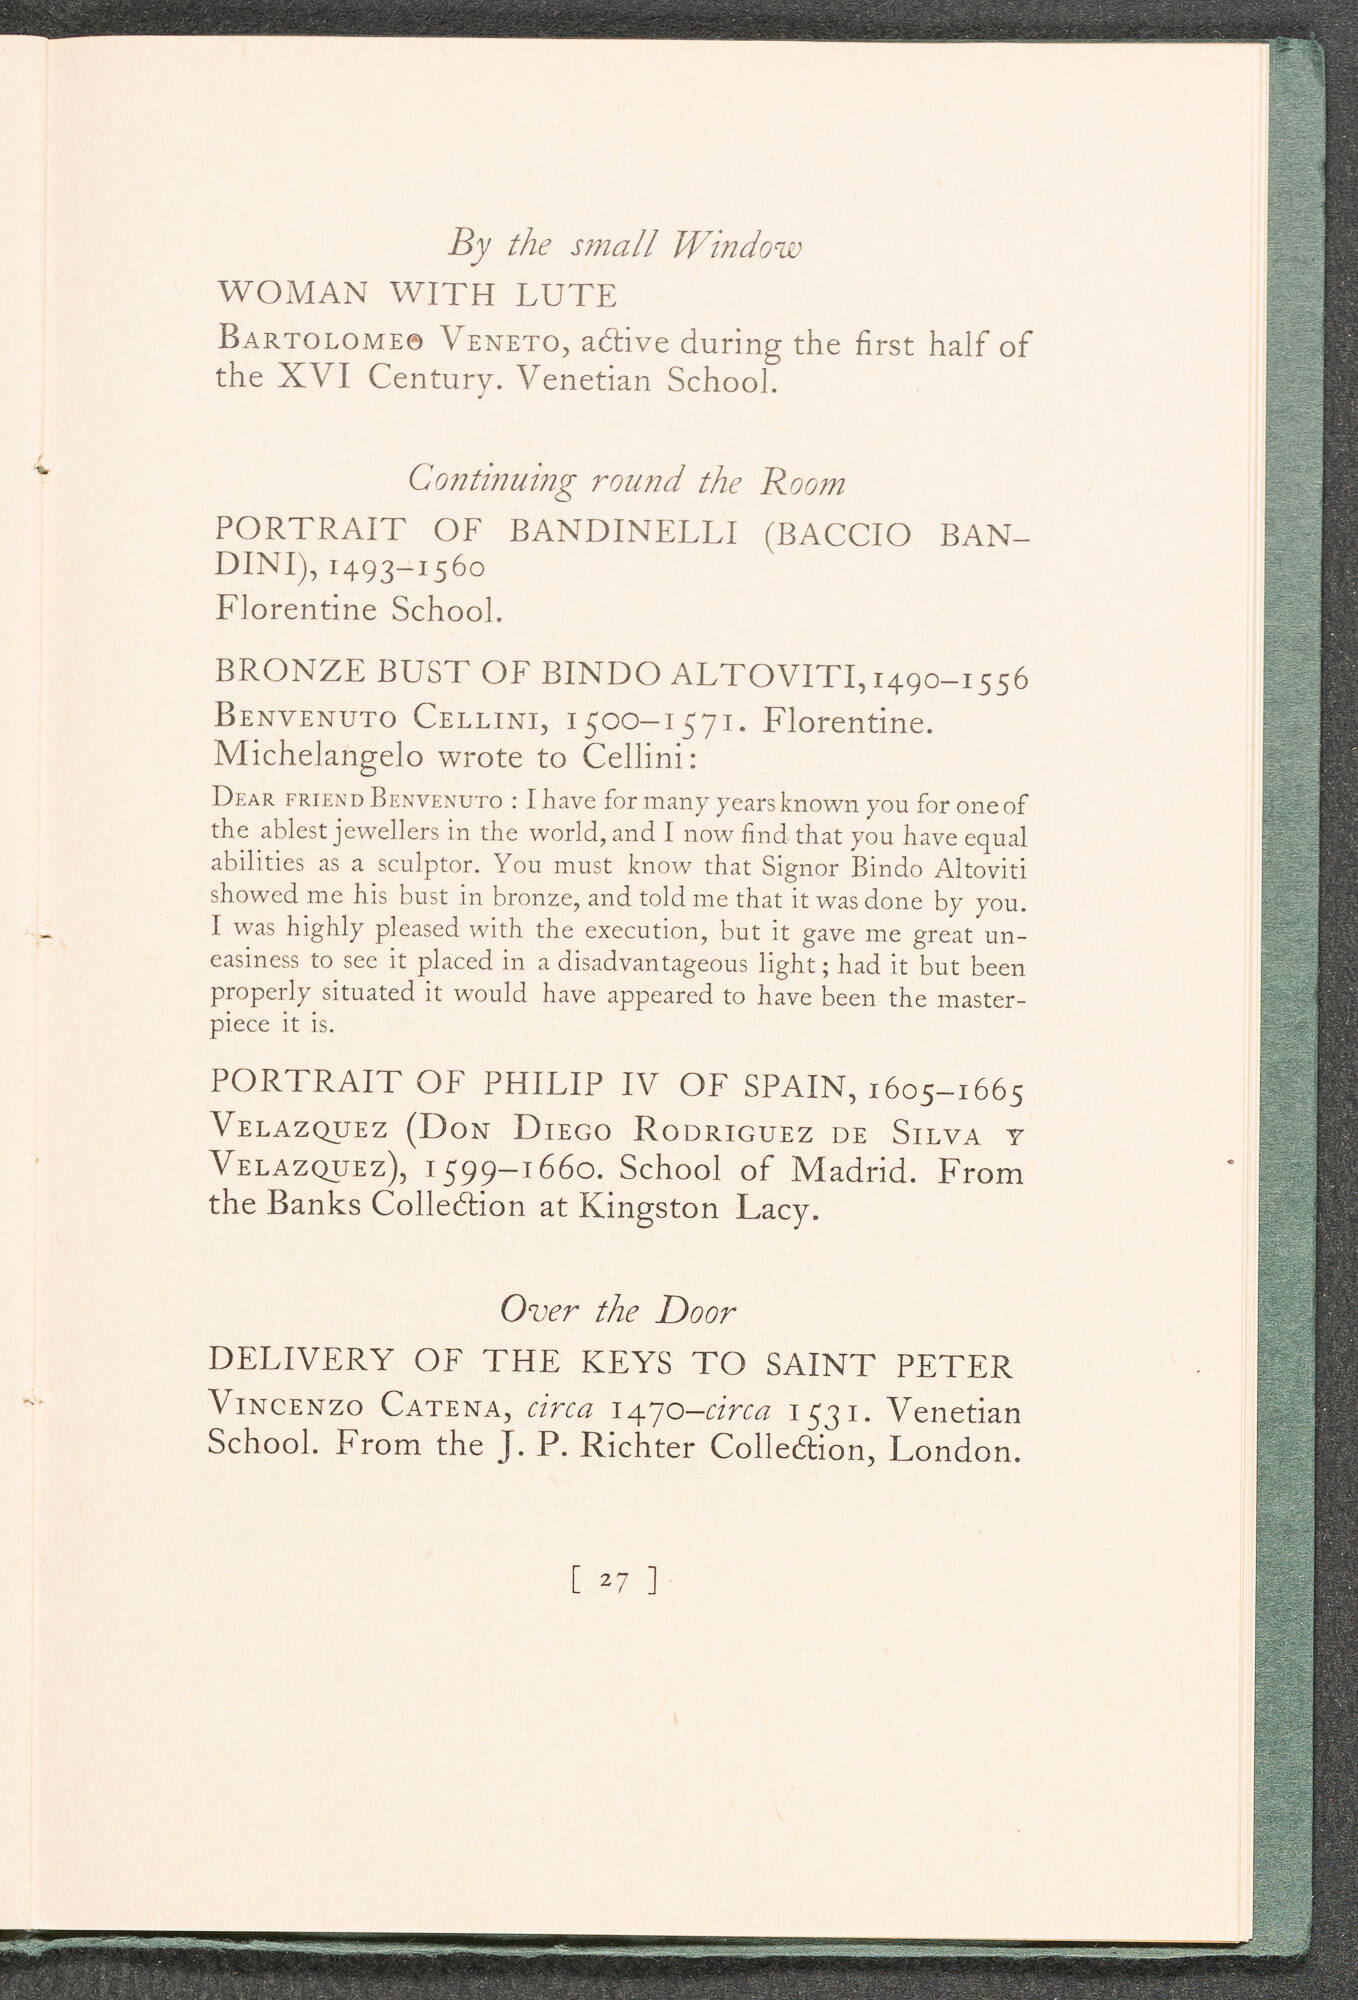 By the small Window
WOMAN WITH LUTE
BARTOLOMEO VENETO, active during the first half of
the XVI Century. Venetian School.
Continuing round the Room
PORTRAIT OF BANDINELLI (BACCIO BAN-
DINI), 1493–1560
Florentine School.
BRONZE BUST OF BINDO ALTOVITI, 1490–1556
BENVENUTO CELLINI, 1500–1571. Florentine.
Michelangelo wrote to Cellini:
DEAR FRIEND BENVENUTO : I have for many years known you for one of
the ablest jewellers in the world, and I now find that you have equal
abilities as a sculptor. You must know that Signor Bindo Altoviti
showed me his bust in bronze, and told me that it was done by you.
I was highly pleased with the execution, but it gave me great un-
easiness to see it placed in a disadvantageous light; had it but been
properly situated it would have appeared to have been the master-
piece it is.
PORTRAIT OF PHILIP IV OF SPAIN, 1605–1665
VELAZQUEZ (DON DIEGO RODRIGUEZ DE SILVA Y
VELAZQUEZ), 1599–1660. School of Madrid. From
the Banks Collection at Kingston Lacy.
Over the Door
DELIVERY OF THE KEYS TO SAINT PETER
VINCENZO CATENA, circa 1470–circa 1531. Venetian
School. From the J. P. Richter Collection, London.
[ 27 ]